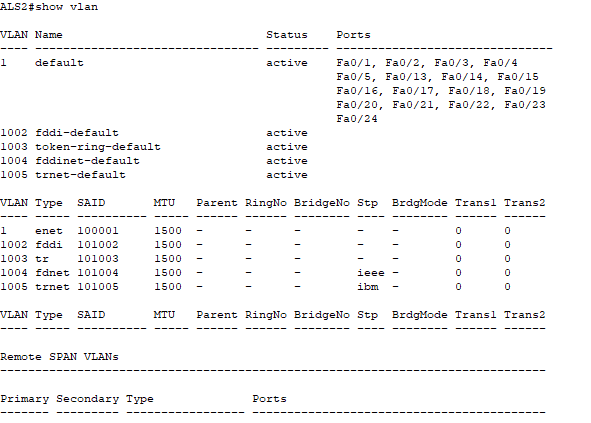 ALS2#show vlan
VLAN Name                             Status    Ports
---- -------------------------------- --------- -------------------------------
1    default                          active    Fa0/1, Fa0/2, Fa0/3, Fa0/4
                                                Fa0/5, Fa0/13, Fa0/14, Fa0/15
                                                Fa0/16, Fa0/17, Fa0/18, Fa0/19
                                                Fa0/20, Fa0/21, Fa0/22, Fa0/23
                                                Fa0/24
1002 fddi-default                     active
1003 token-ring-default               active
1004 fddinet-default                  active
1005 trnet-default                    active
VLAN Type  SAID       MTU   Parent RingNo BridgeNo Stp  BrdgMode Trans1 Trans2
---- ----- ---------- ----- ------ ------ -------- ---- -------- ------ ------
1    enet  100001     1500  -      -      -        -    -        0      0
1002 fddi  101002     1500  -      -      -        -    -        0      0
1003 tr    101003     1500  -      -      -        -    -        0      0
1004 fdnet 101004     1500  -      -      -        ieee -        0      0
1005 trnet 101005     1500  -      -      -        ibm  -        0      0
VLAN Type  SAID       MTU   Parent RingNo BridgeNo Stp  BrdgMode Trans1 Trans2
---- ----- ---------- ----- ------ ------ -------- ---- -------- ------ ------
Remote SPAN VLANs
------------------------------------------------------------------------------
Primary Secondary Type              Ports
------- --------- ----------------- ------------------------------------------